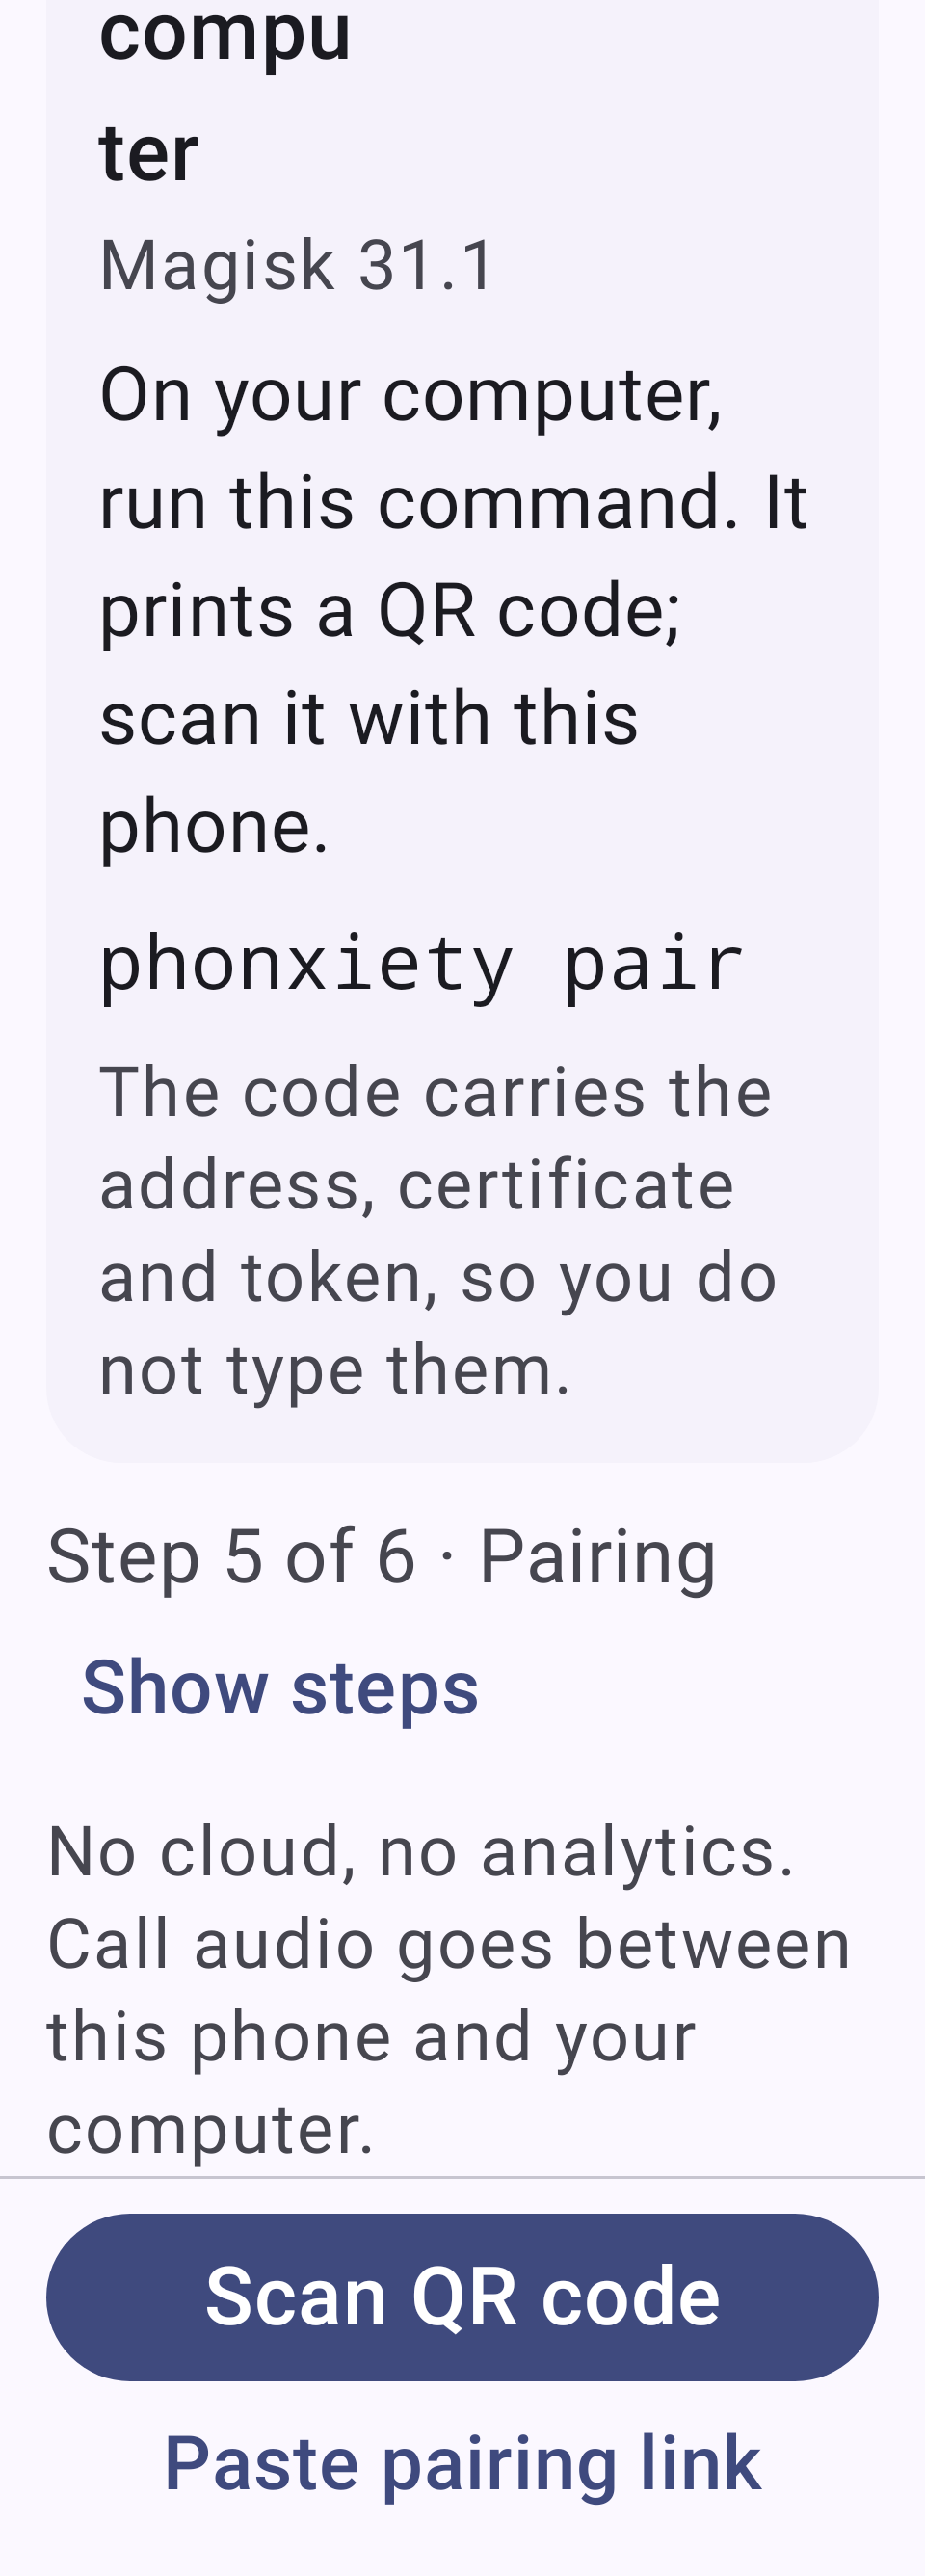 compu
ter
Magisk 31.1
On your computer,
run this command. It
prints a QR code;
scan it with this
phone.
phonxiety pair
The code carries the
address, certificate
and token, so you do
not type them.
Step 5 of 6 · Pairing
Show steps
No cloud, no analytics.
Call audio goes between
this phone and your
computer.
Scan QR code
Paste pairing link